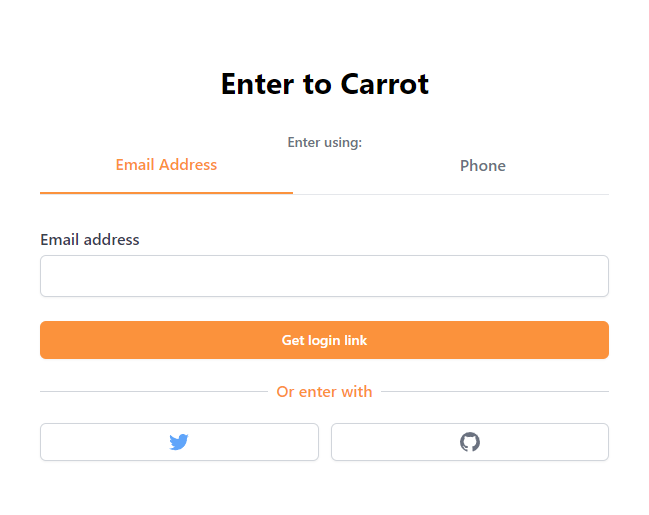 Enter to Carrot
Enter using:
Email Address
Phone
Email address
Get login link
Or enter with